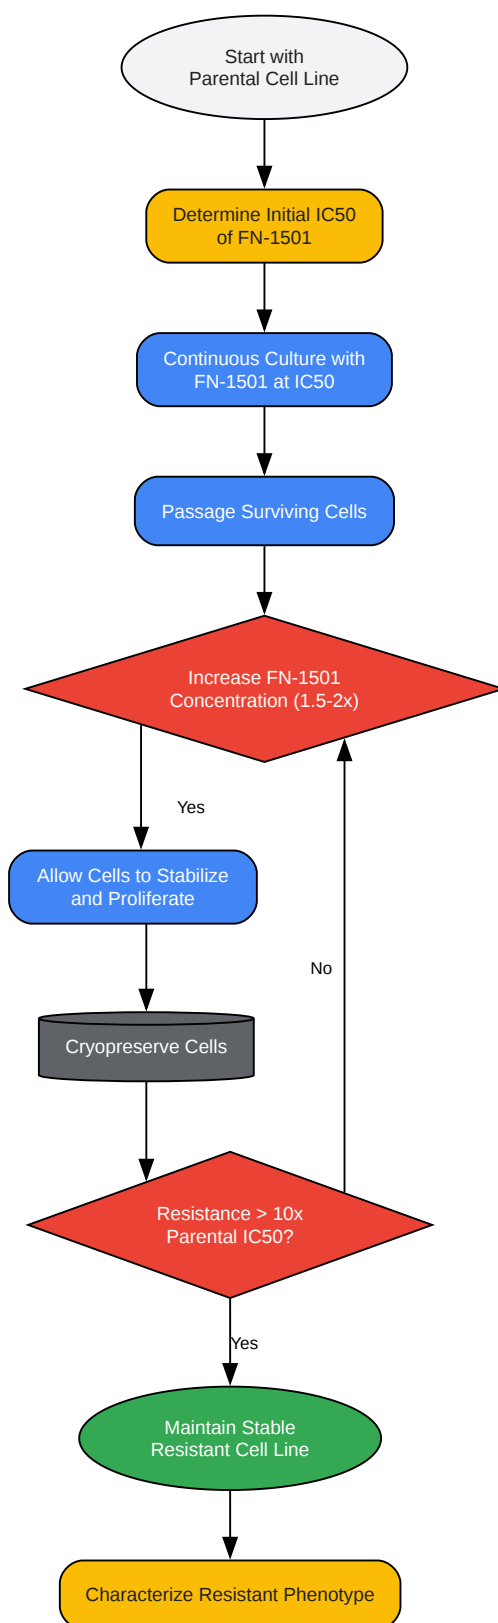 Start with
Parental Cell Line
Determine Initial IC50
of FN-1501
Continuous Culture with
FN-1501 at IC50
Passage Surviving Cells
Increase FN-1501
Concentration (1.5-2x)
Yes
Allow Cells to Stabilize
and Proliferate
No
Cryopreserve Cells
Resistance > 10x
Parental IC50?
Yes
Maintain Stable
Resistant Cell Line
Characterize Resistant Phenotype